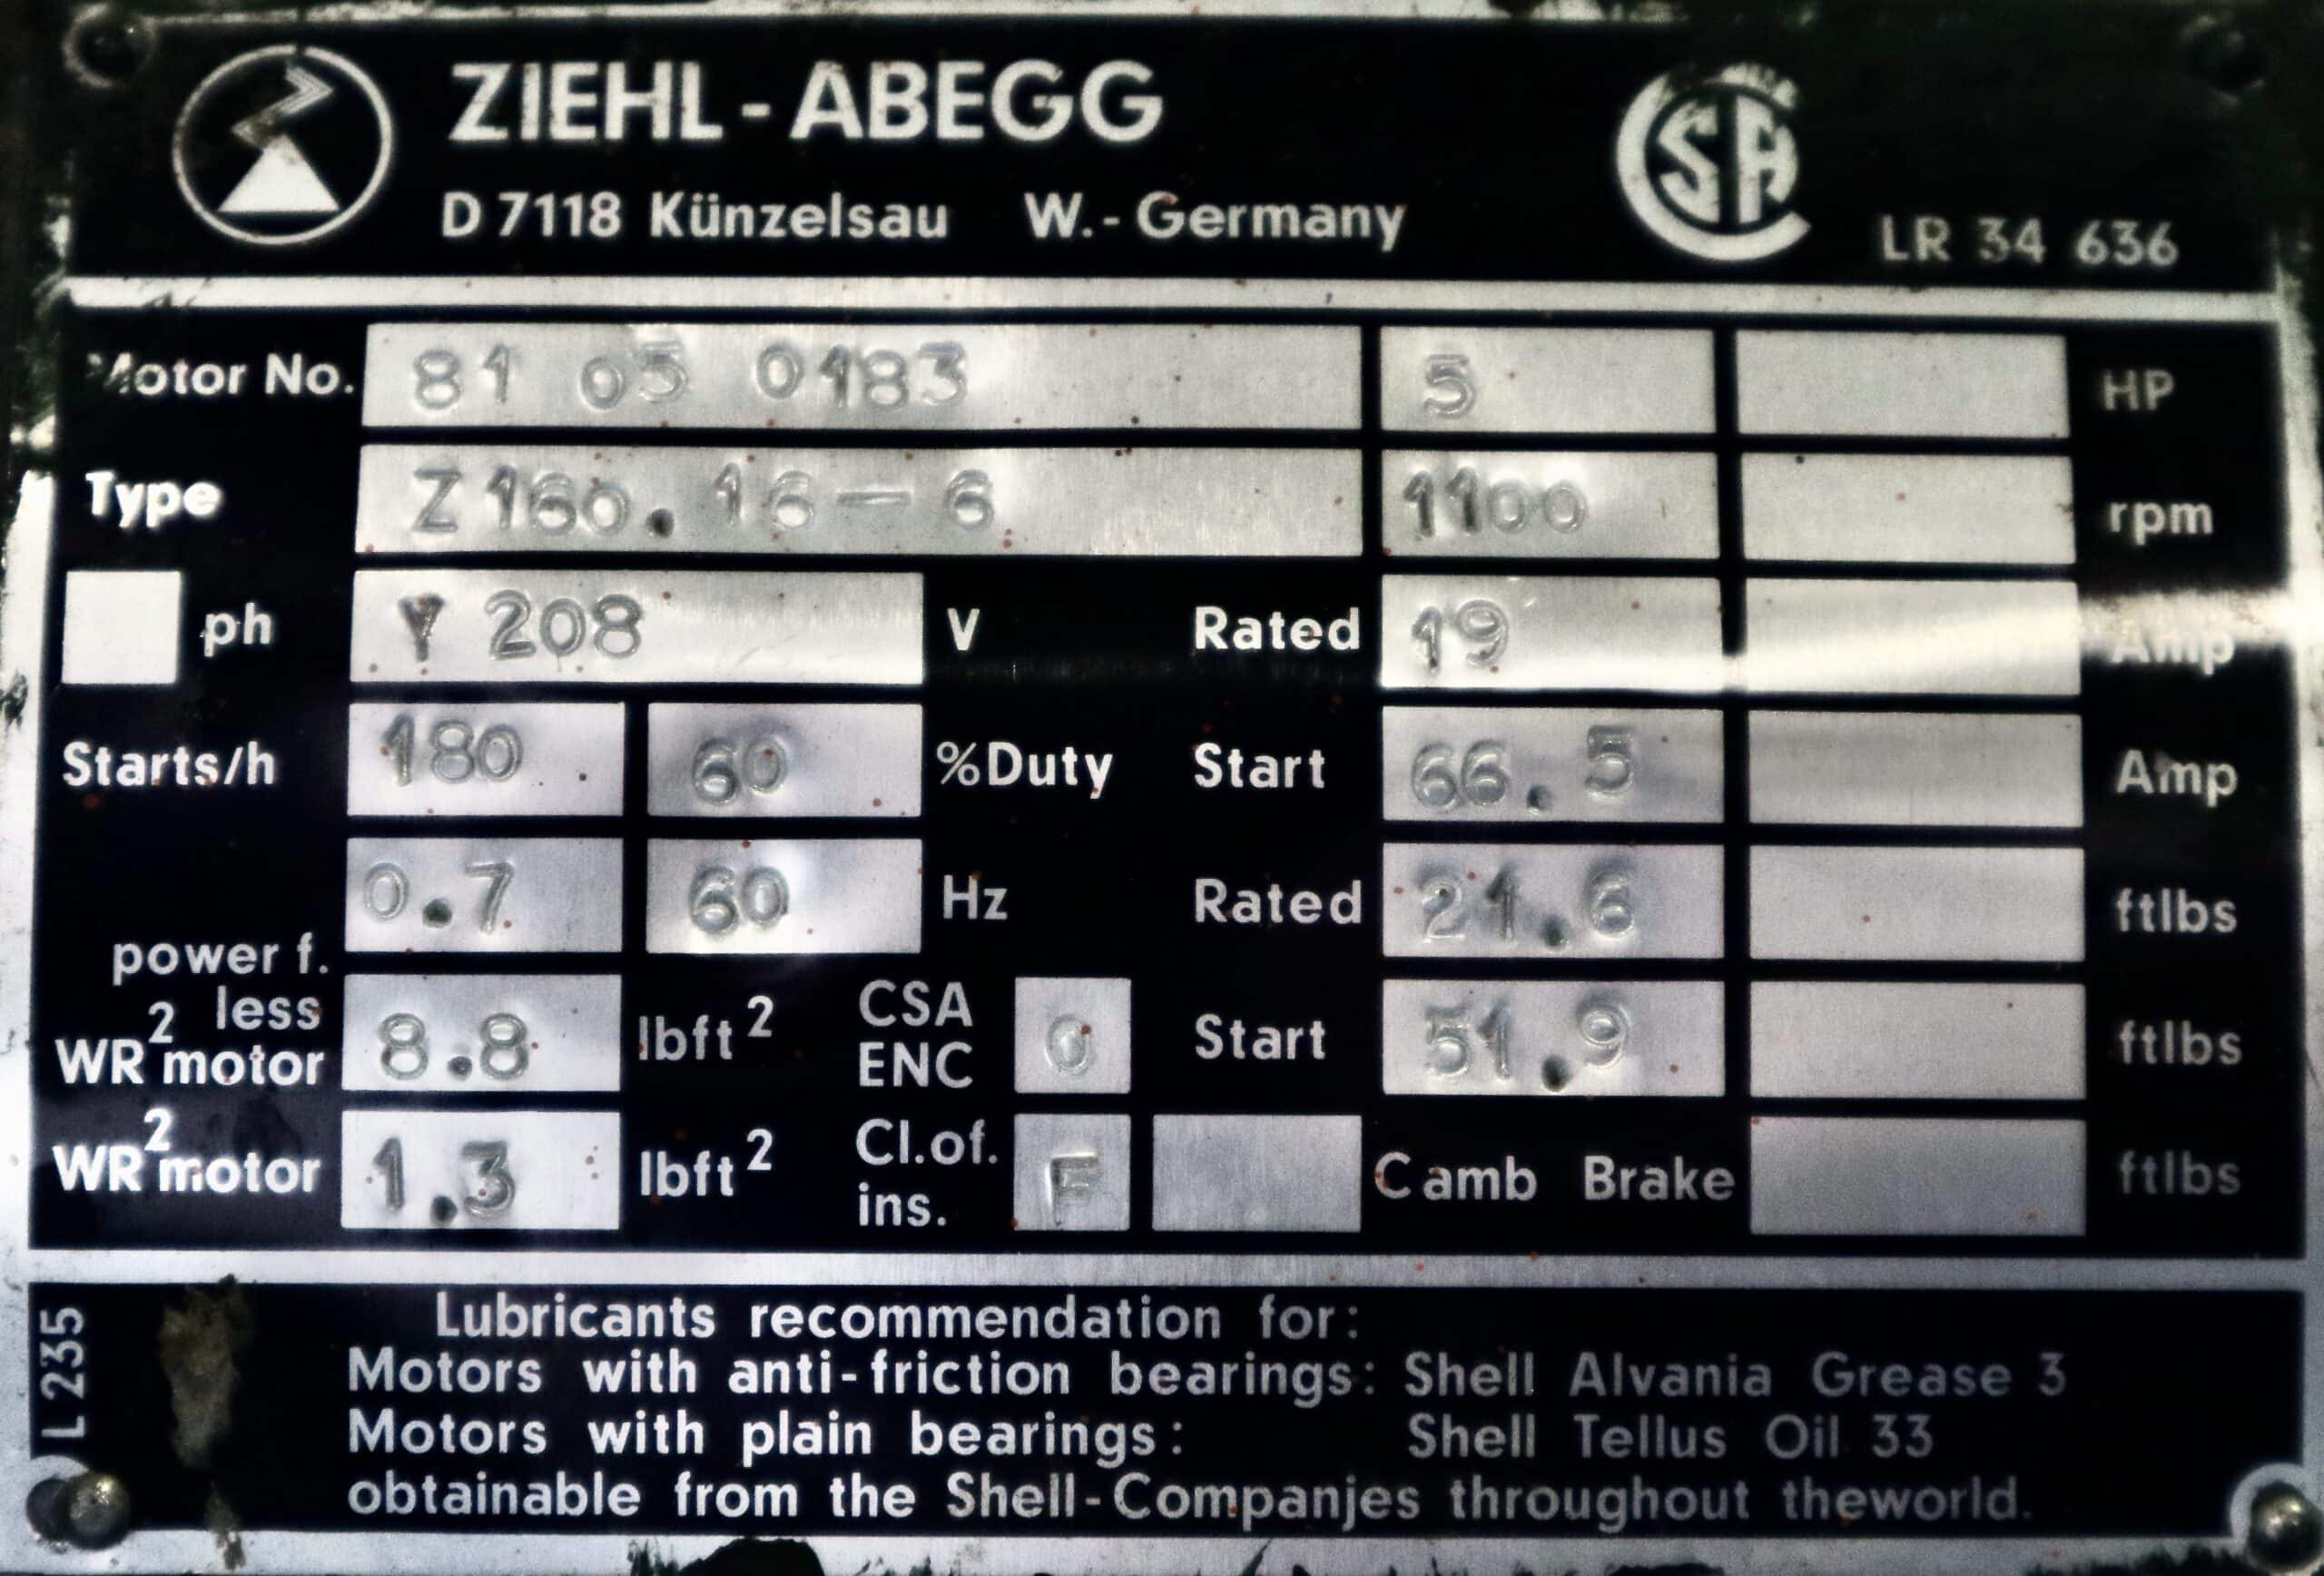 ZIEHL-ABEGG
D 7118 Künzelsau W.-Germany
CSA LR 34 636
Motor No. 81 05 0183 5 HP
Type Z160.16-6 1100 rpm
ph Y 208 V Rated 19 Amp
Starts/h 180 60 %Duty Start 66.5 Amp
power f. 0.7 60 Hz Rated 21.6 ftlbs
WR² less motor 8.8 lbft² CSA ENC 0 Start 51.9 ftlbs
WR² motor 1.3 lbft² Cl.of. ins. F Camb Brake ftlbs
L 235
Lubricants recommendation for:
Motors with anti-friction bearings: Shell Alvania Grease 3
Motors with plain bearings: Shell Tellus Oil 33
obtainable from the Shell-Companjes throughout theworld.